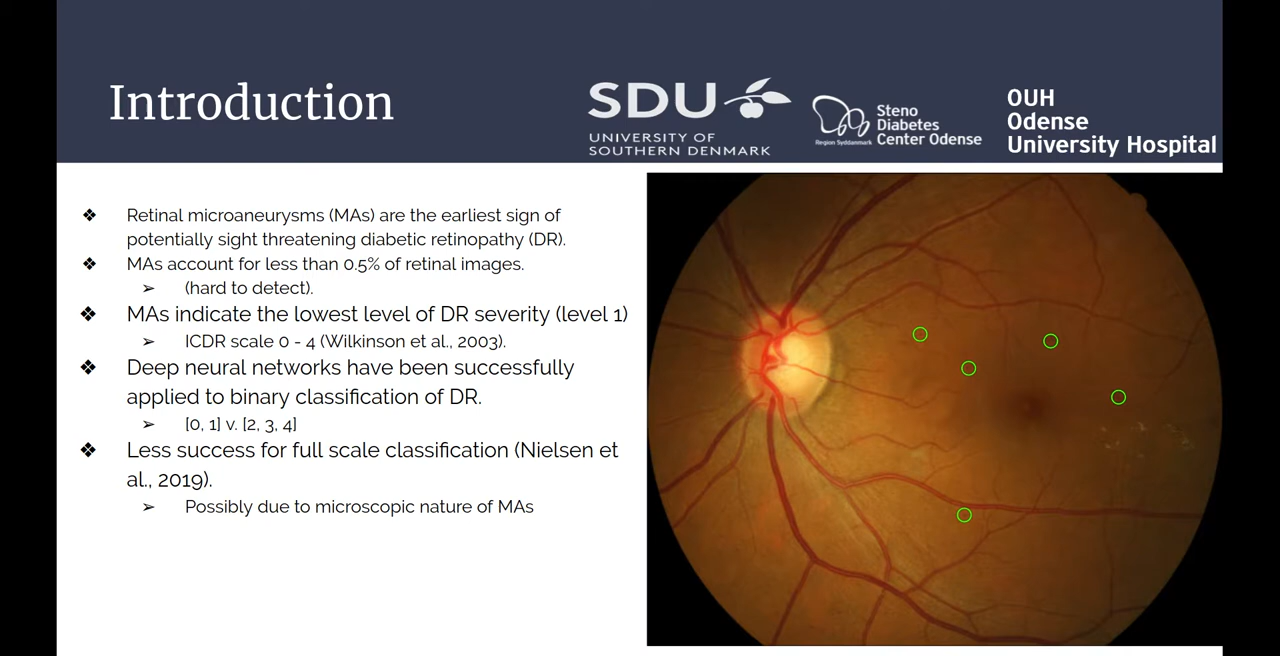 Introduction
SDU
UNIVERSITY OF
SOUTHERN DENMARK
Steno
Diabetes
Center Odense
Region Syddanmark
OUH
Odense
University Hospital
❖ Retinal microaneurysms (MAs) are the earliest sign of
potentially sight threatening diabetic retinopathy (DR).
❖ MAs account for less than 0.5% of retinal images.
➢ (hard to detect).
❖ MAs indicate the lowest level of DR severity (level 1)
➢ ICDR scale 0 - 4 (Wilkinson et al., 2003).
❖ Deep neural networks have been successfully
applied to binary classification of DR.
➢ [0, 1] v. [2, 3, 4]
❖ Less success for full scale classification (Nielsen et
al., 2019).
➢ Possibly due to microscopic nature of MAs